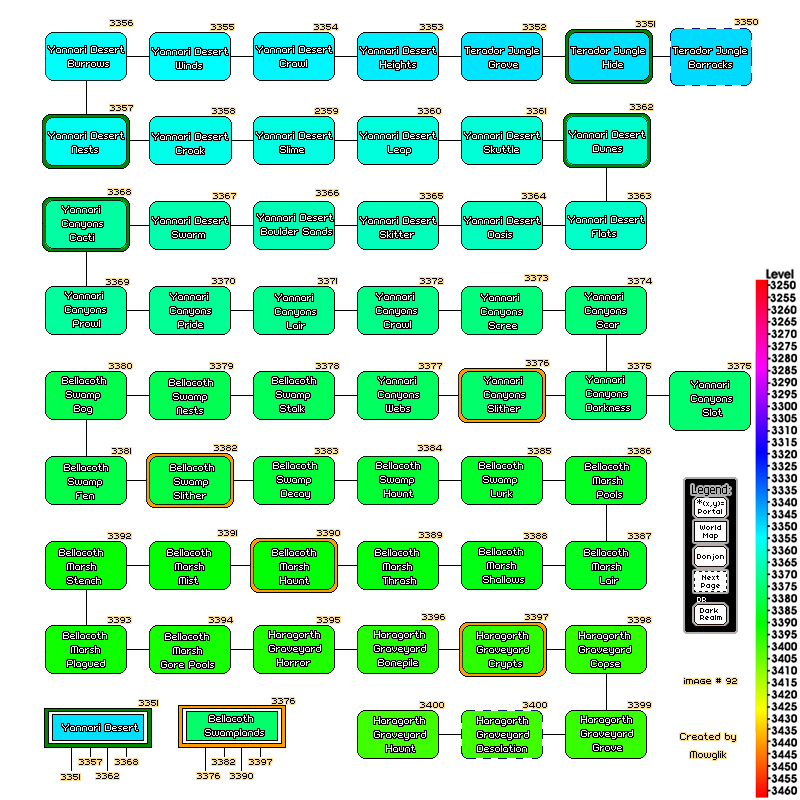 3356
3355
3354
3353
3352
3351
3350
Yannari Desert
Burrows
Yannari Desert
Winds
Yannari Desert
Crawl
Yannari Desert
Heights
Terador Jungle
Grove
Terador Jungle
Hide
Terador Jungle
Barracks
3357
3358
2359
3360
3361
3362
Yannari Desert
Nests
Yannari Desert
Croak
Yannari Desert
Slime
Yannari Desert
Leap
Yannari Desert
Skuttle
Yannari Desert
Dunes
3368
3367
3366
3365
3364
3363
Yannari
Canyons
Cacti
Yannari Desert
Swarm
Yannari Desert
Boulder Sands
Yannari Desert
Skitter
Yannari Desert
Oasis
Yannari Desert
Flats
3369
3370
3371
3372
3373
3374
Yannari
Canyons
Prowl
Yannari
Canyons
Pride
Yannari
Canyons
Lair
Yannari
Canyons
Crawl
Yannari
Canyons
Scree
Yannari
Canyons
Scar
3380
3379
3378
3377
3376
3375
3375
Bellacoth
Swamp
Bog
Bellacoth
Swamp
Nests
Bellacoth
Swamp
Stalk
Yannari
Canyons
Webs
Yannari
Canyons
Slither
Yannari
Canyons
Darkness
Yannari
Canyons
Slot
3381
3382
3383
3384
3385
3386
Bellacoth
Swamp
Fen
Bellacoth
Swamp
Slither
Bellacoth
Swamp
Decay
Bellacoth
Swamp
Haunt
Bellacoth
Swamp
Lurk
Bellacoth
Marsh
Pools
3392
3391
3390
3389
3388
3387
Bellacoth
Marsh
Stench
Bellacoth
Marsh
Mist
Bellacoth
Marsh
Haunt
Bellacoth
Marsh
Thrash
Bellacoth
Marsh
Shallows
Bellacoth
Marsh
Lair
3393
3394
3395
3396
3397
3398
Bellacoth
Marsh
Plagued
Bellacoth
Marsh
Gore Pools
Haragorth
Graveyard
Horror
Haragorth
Graveyard
Bonepile
Haragorth
Graveyard
Crypts
Haragorth
Graveyard
Copse
3351
Yannari Desert
3357
3368
3351
3362
3376
Bellacoth
Swamplands
3382
3397
3376
3390
3400
3400
3399
Haragorth
Graveyard
Haunt
Haragorth
Graveyard
Desolation
Haragorth
Graveyard
Grove
Level
3250
3255
3260
3265
3270
3275
3280
3285
3290
3295
3300
3305
3310
3315
3320
3325
3330
3335
3340
3345
3350
3355
3360
3365
3370
3375
3380
3385
3390
3395
3400
3405
3410
3415
3420
3425
3430
3435
3440
3445
3450
3455
3460
Legend:
*(x,y)=
Portal
World
Map
Donjon
Next
Page
OR
Dark
Realm
image # 92
Created by
Mowglik